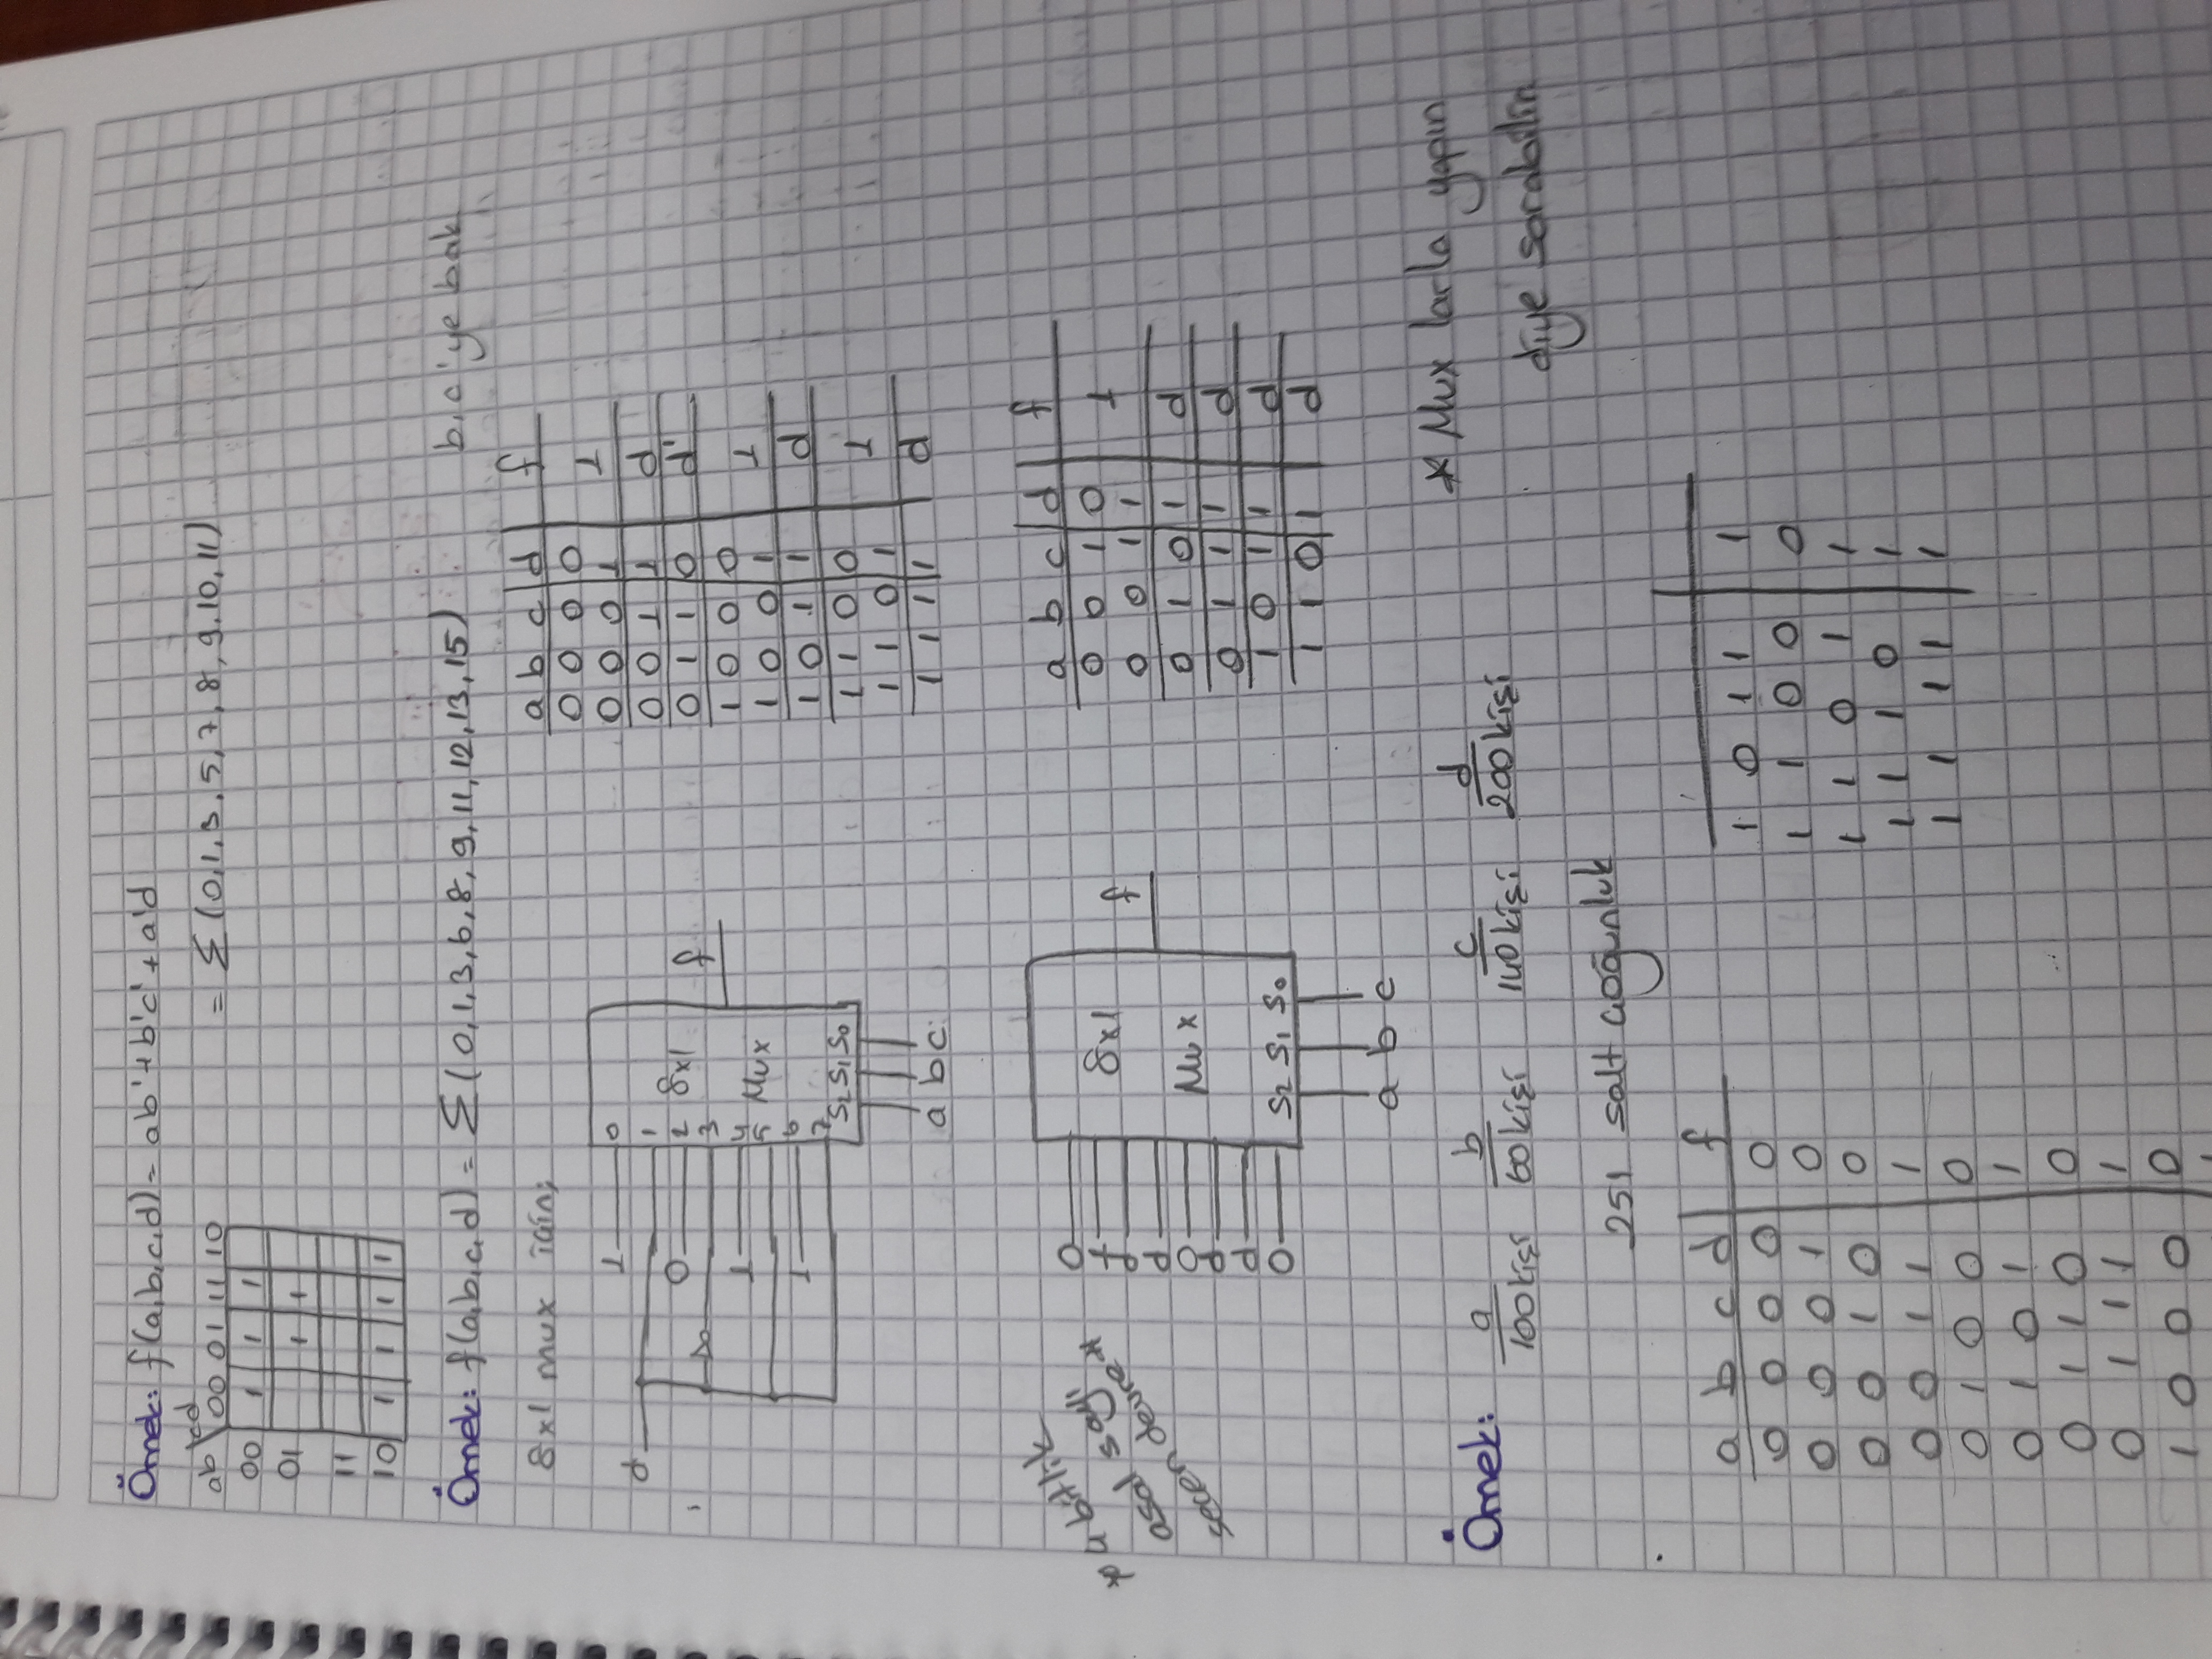 Örnek: f(a,b,c,d) = ab' + b'c' + a'd
= Σ(0,1,3,5,7,8,9,10,11)
ab\cd 00 01 11 10
00 1 1 1
01 1 1
11
10 1 1 1 1
Örnek: f(a,b,c,d) = Σ(0,1,3,6,8,9,11,12,13,15) b,c'ye bak
8x1 mux için;
1 0
d 1
0 2 8x1
3 f
1 4
5 Mux
1 6
7
S2 S1 S0
a b c
a b c d f
0 0 0 0
0 0 0 1 1
0 0 1 1 d
0 1 1 0 d'
1 0 0 0
1 0 0 1 1
1 0 1 1 d
1 1 0 0
1 1 0 1 1
1 1 1 1 d
* 4 bitlik
asal sayı
seçen devre *
0
1
d
d
0
d
d
0
8x1
Mux
f
S2 S1 S0
a b c
a b c d f
0 0 1 0
0 0 1 1 1
0 1 0 1 d
0 1 1 1 d
1 0 1 1 d
1 1 0 1 d
Örnek: a b c d
100 kişi 60 kişi 140 kişi 200 kişi
* Mux larla yapın
diye sorabilir
251 salt çoğunluk
a b c d f
0 0 0 0 0
0 0 0 1 0
0 0 1 0 0
0 0 1 1 1
0 1 0 0 0
0 1 0 1 1
0 1 1 0 0
0 1 1 1 1
1 0 0 0 0
1 0 1 1 1
1 1 0 0 0
1 1 0 1 1
1 1 1 0 1
1 1 1 1 1